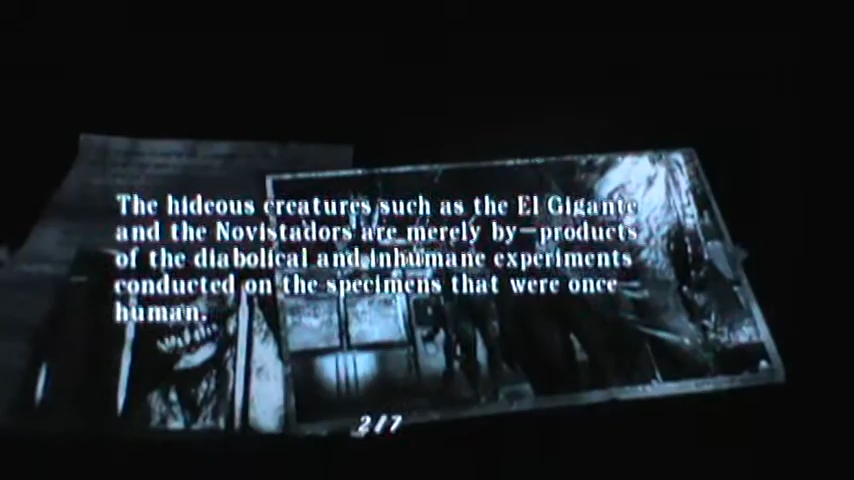 The hideous creatures such as the El Gigante
and the Novistadors are merely by-products
of the diabolical and inhumane experiments
conducted on the specimens that were once
human.
2/7